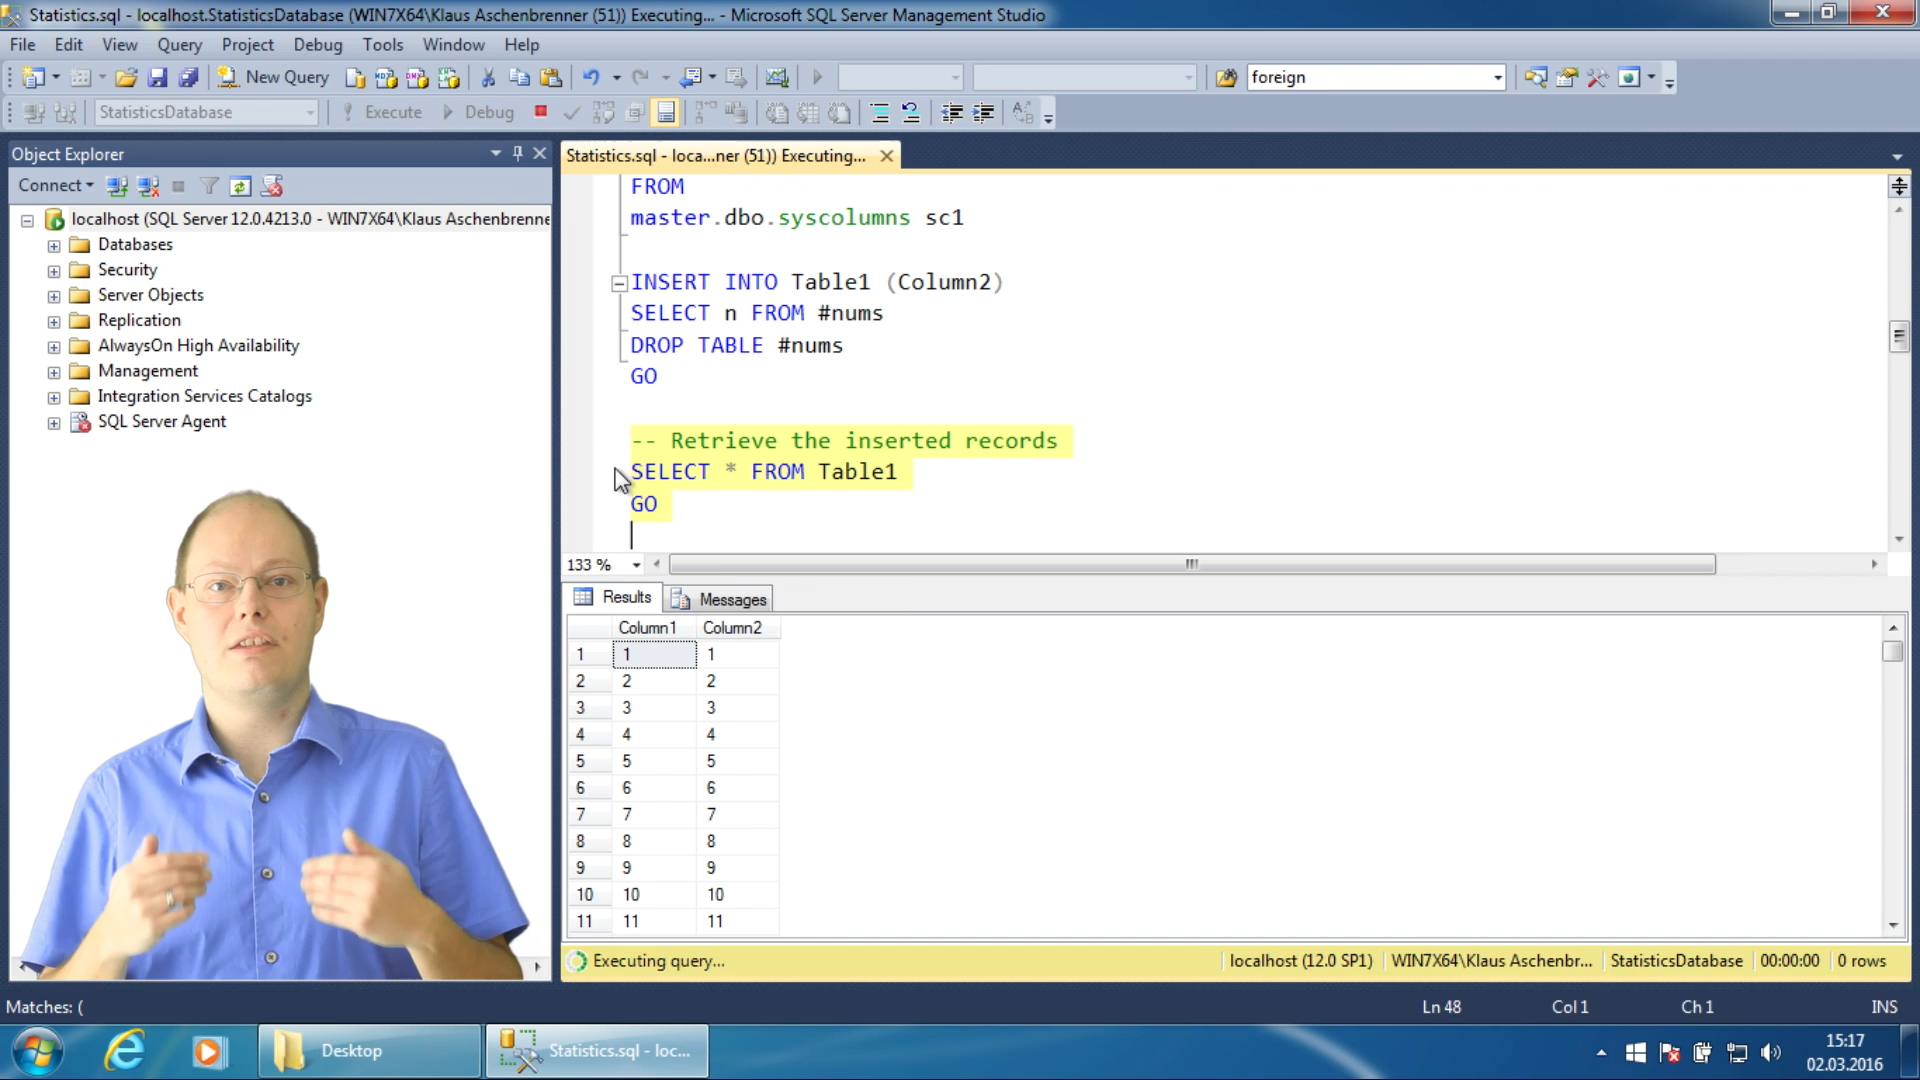 Statistics.sql - localhost.StatisticsDatabase (WIN7X64\Klaus Aschenbrenner (51)) Executing... - Microsoft SQL Server Management Studio
File Edit View Query Project Debug Tools Window Help
New Query foreign
StatisticsDatabase Execute Debug
Object Explorer
Connect
localhost (SQL Server 12.0.4213.0 - WIN7X64\Klaus Aschenbrenne
Databases
Security
Server Objects
Replication
AlwaysOn High Availability
Management
Integration Services Catalogs
SQL Server Agent
Statistics.sql - loca...ner (51)) Executing...
FROM
master.dbo.syscolumns sc1
INSERT INTO Table1 (Column2)
SELECT n FROM #nums
DROP TABLE #nums
GO
-- Retrieve the inserted records
SELECT * FROM Table1
GO
133 %
Results Messages
Column1 Column2
1 1 1
2 2 2
3 3 3
4 4 4
5 5 5
6 6 6
7 7 7
8 8 8
9 9 9
10 10 10
11 11 11
Executing query... localhost (12.0 SP1) WIN7X64\Klaus Aschenbr... StatisticsDatabase 00:00:00 0 rows
Matches: ( Ln 48 Col 1 Ch 1 INS
Desktop Statistics.sql - loc... 15:17
02.03.2016